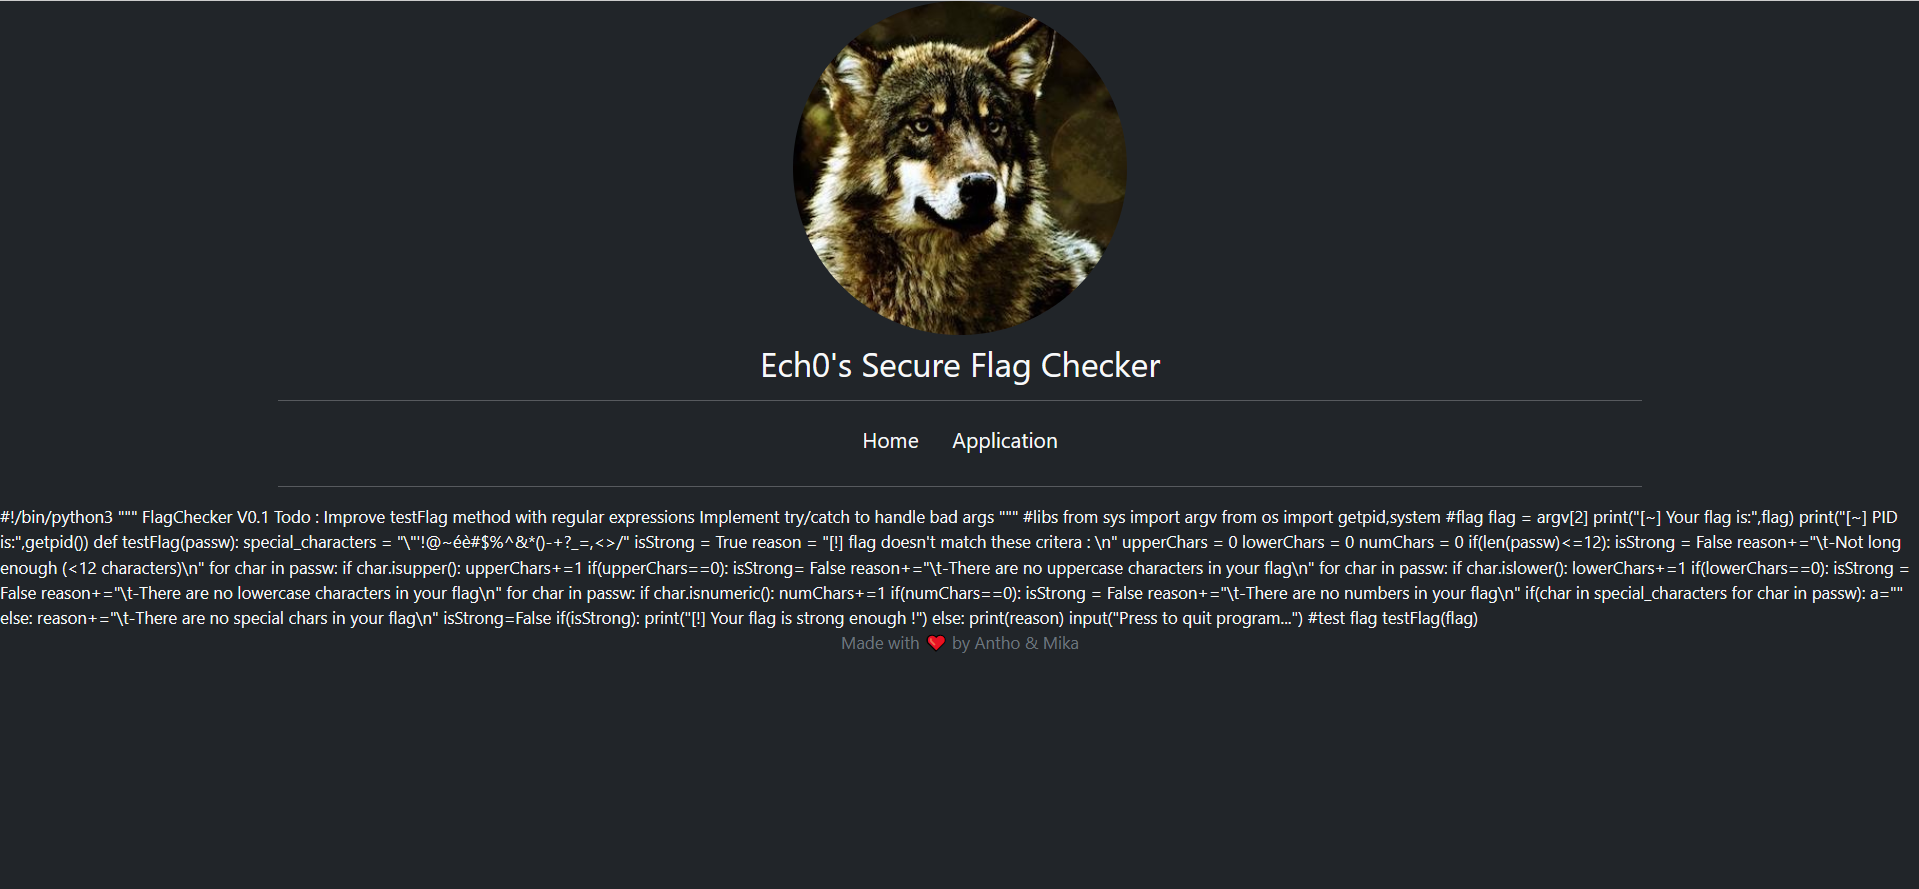 Ech0's Secure Flag Checker
Home Application
#!/bin/python3 """ FlagChecker V0.1 Todo : Improve testFlag method with regular expressions Implement try/catch to handle bad args """ #libs from sys import argv from os import getpid,system #flag flag = argv[2] print("[~] Your flag is:",flag) print("[~] PID
is:",getpid()) def testFlag(passw): special_characters = "\"'!@~éè#$%^&*()-+?_=,<>/" isStrong = True reason = "[!] flag doesn't match these critera : \n" upperChars = 0 lowerChars = 0 numChars = 0 if(len(passw)<=12): isStrong = False reason+="\t-Not long
enough (<12 characters)\n" for char in passw: if char.isupper(): upperChars+=1 if(upperChars==0): isStrong= False reason+="\t-There are no uppercase characters in your flag\n" for char in passw: if char.islower(): lowerChars+=1 if(lowerChars==0): isStrong =
False reason+="\t-There are no lowercase characters in your flag\n" for char in passw: if char.isnumeric(): numChars+=1 if(numChars==0): isStrong = False reason+="\t-There are no numbers in your flag\n" if(char in special_characters for char in passw): a=""
else: reason+="\t-There are no special chars in your flag\n" isStrong=False if(isStrong): print("[!] Your flag is strong enough !") else: print(reason) input("Press to quit program...") #test flag testFlag(flag)
Made with ❤️ by Antho & Mika